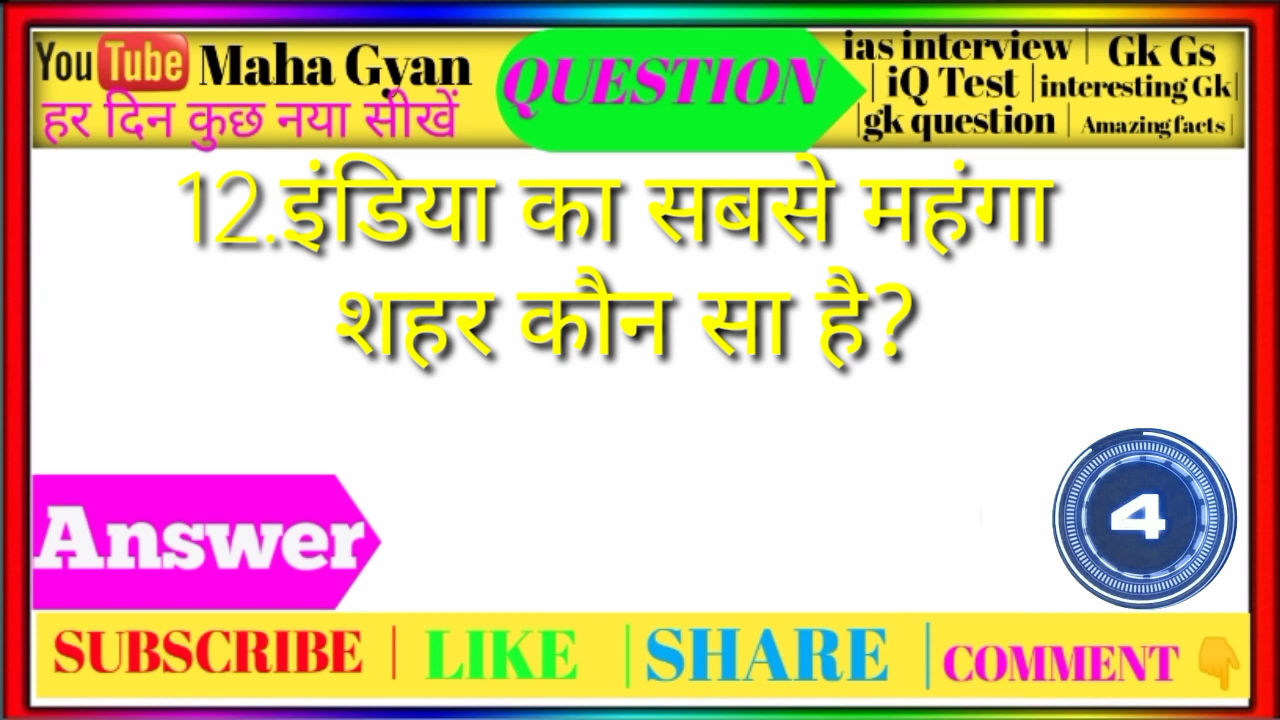 YouTube Maha Gyan
हर दिन कुछ नया सीखें
QUESTION
ias interview | Gk Gs
| iQ Test | interesting Gk |
| gk question | Amazing facts |
12.इंडिया का सबसे महंगा
शहर कौन सा है?
Answer
4
SUBSCRIBE | LIKE | SHARE | COMMENT 👇